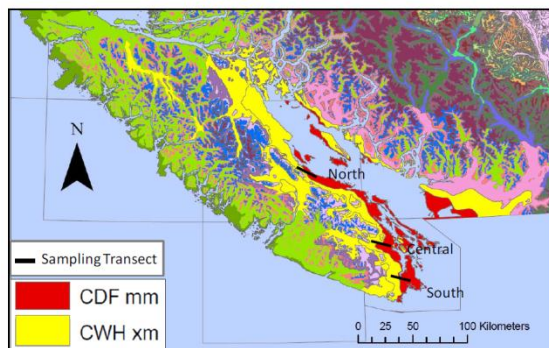 North
N
Central
South
Sampling Transect
CDF mm
CWH xm
0 25 50 100 Kilometers